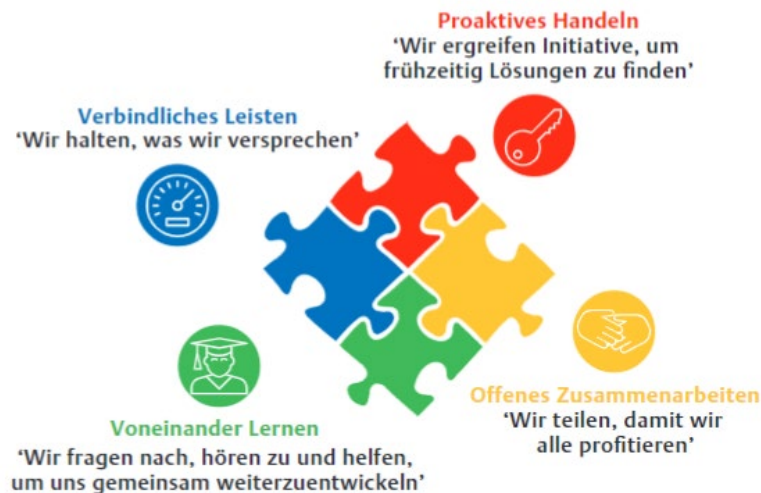 Proaktives Handeln
‘Wir ergreifen Initiative, um
frühzeitig Lösungen zu finden’
Verbindliches Leisten
‘Wir halten, was wir versprechen’
Offenes Zusammenarbeiten
‘Wir teilen, damit wir
alle profitieren’
Voneinander Lernen
‘Wir fragen nach, hören zu und helfen,
um uns gemeinsam weiterzuentwickeln’